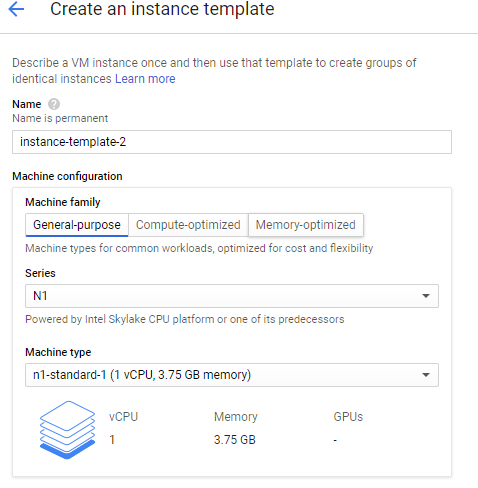 Create an instance template
Describe a VM instance once and then use that template to create groups of
identical instances Learn more
Name ?
Name is permanent
instance-template-2
Machine configuration
Machine family
General-purpose Compute-optimized Memory-optimized
Machine types for common workloads, optimized for cost and flexibility
Series
N1
Powered by Intel Skylake CPU platform or one of its predecessors
Machine type
n1-standard-1 (1 vCPU, 3.75 GB memory)
vCPU Memory GPUs
1 3.75 GB -